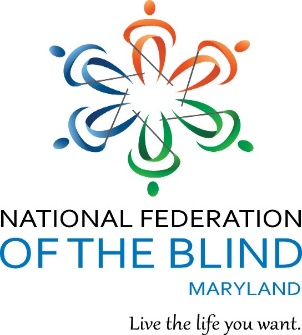 NATIONAL FEDERATION
OF THE BLIND
MARYLAND
Live the life you want.